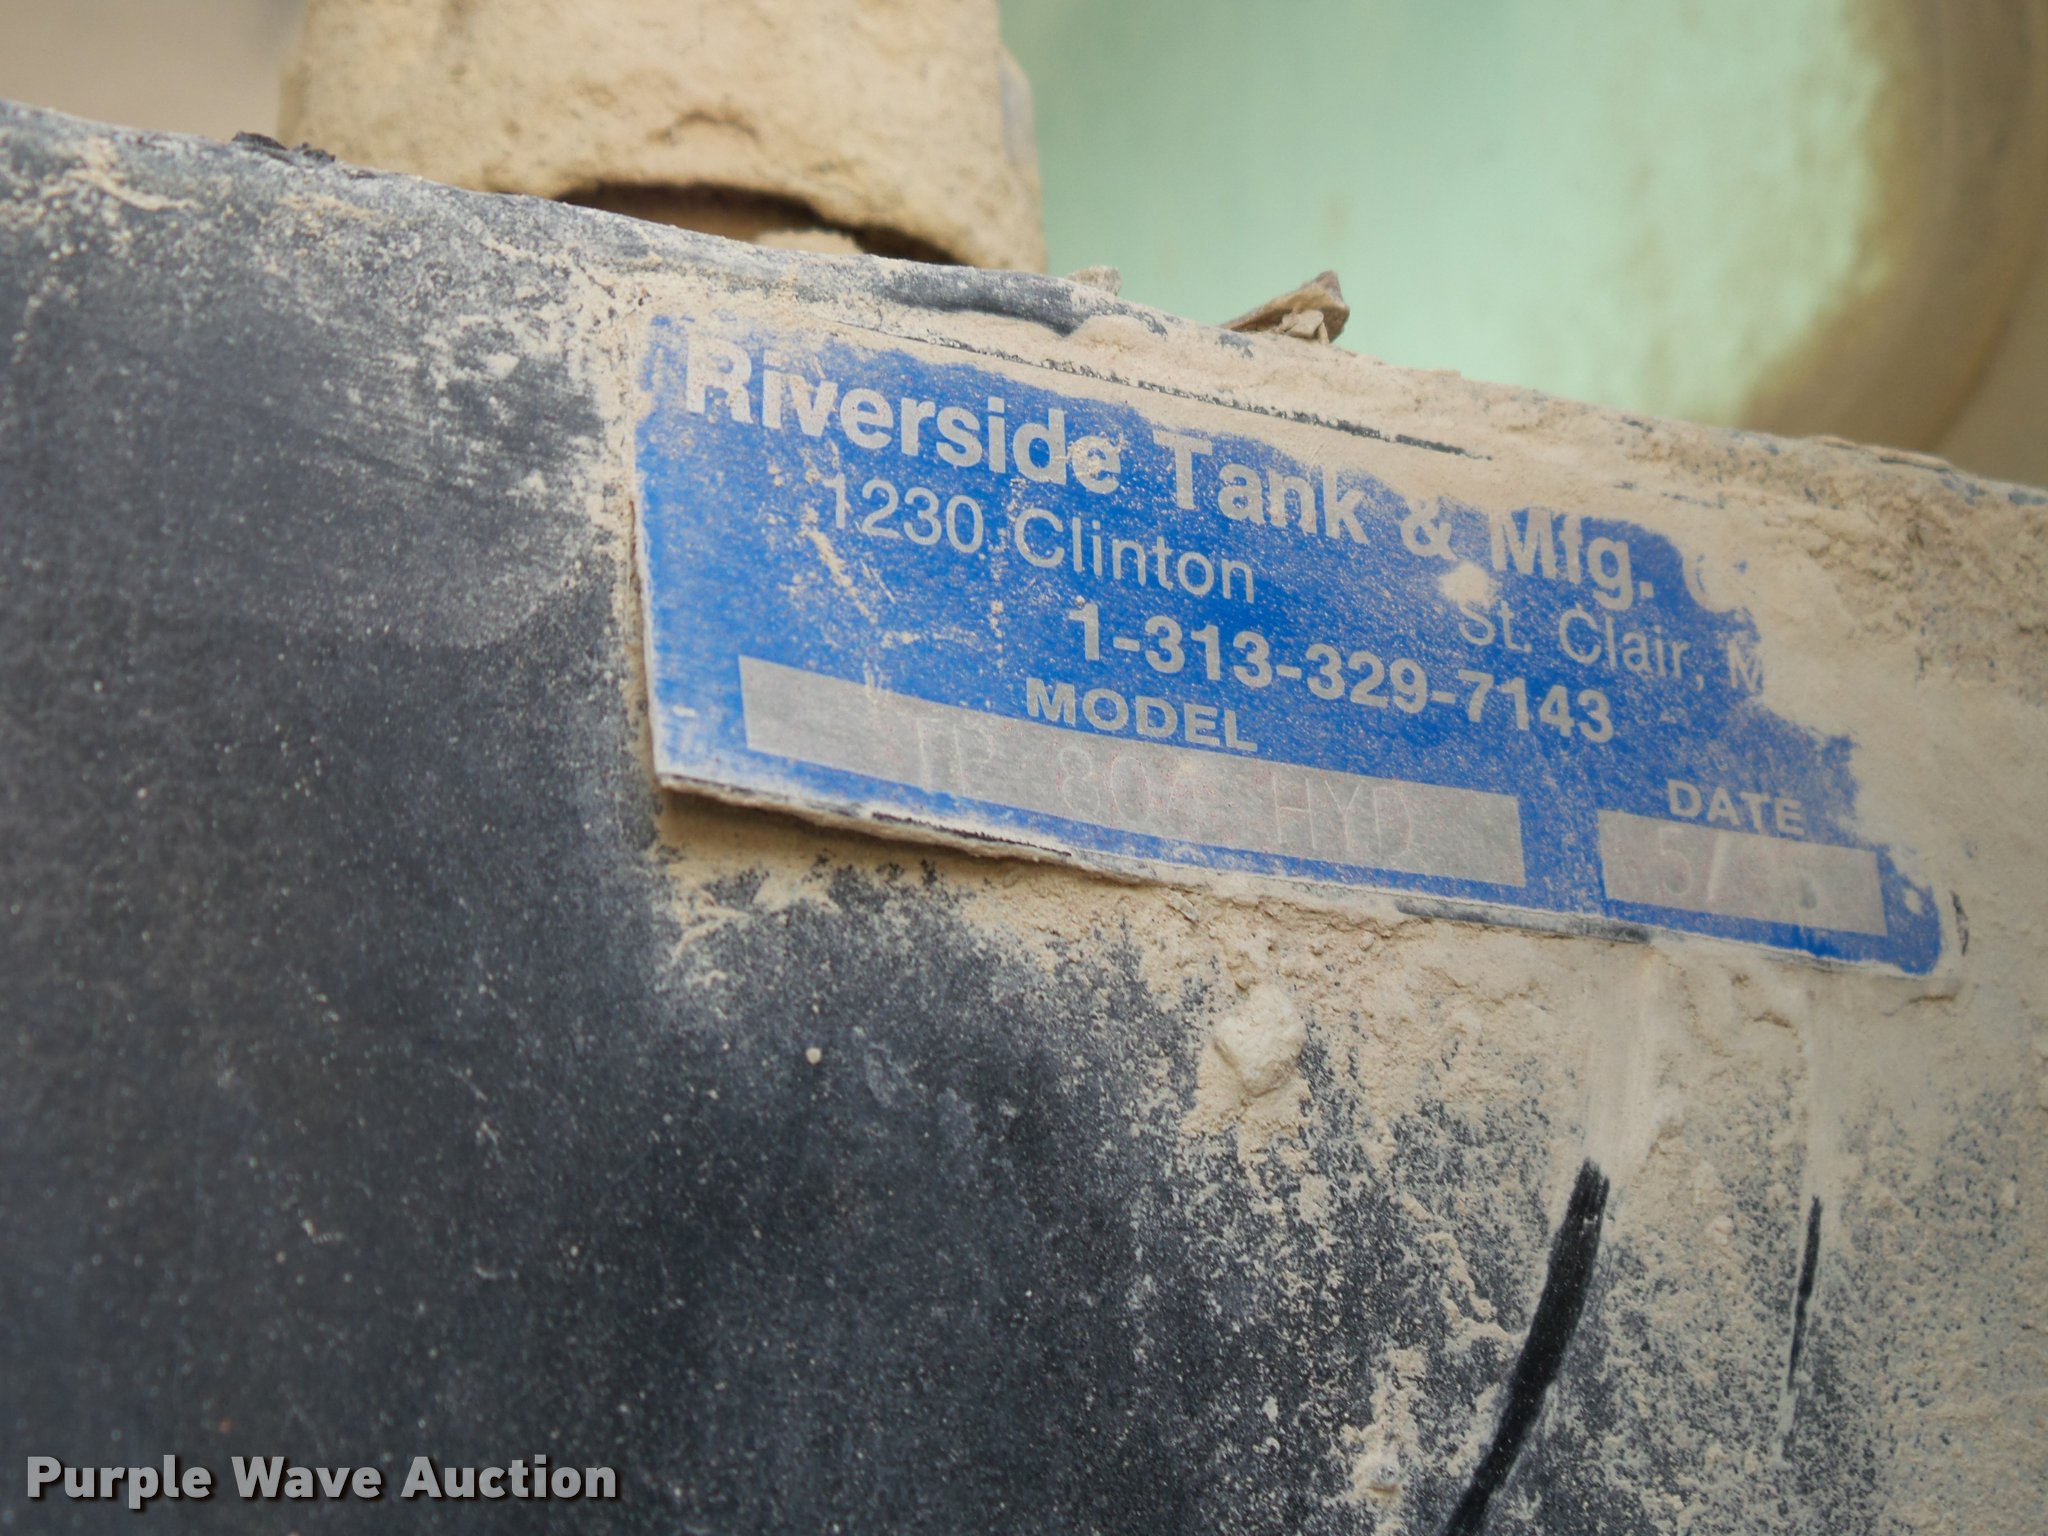 Riverside Tank & Mfg.
1230 Clinton St. Clair,
1-313-329-7143
MODEL DATE
HYD
Purple Wave Auction